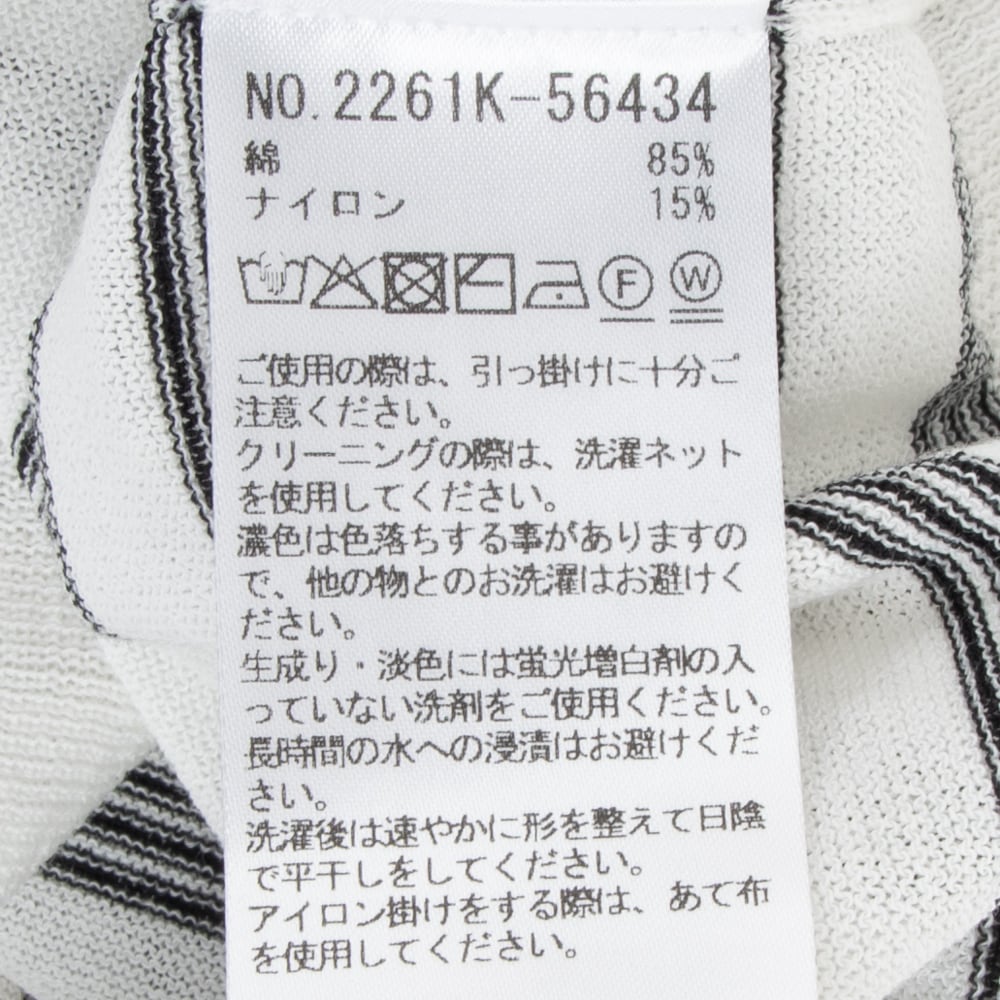 NO.2261K-56434
綿 85%
ナイロン 15%
F W
ご使用の際は、引っ掛けに十分ご
注意ください。
クリーニングの際は、洗濯ネット
を使用してください。
濃色は色落ちする事がありますの
で、他の物とのお洗濯はお避けく
ださい。
生成り・淡色には蛍光増白剤の入
っていない洗剤をご使用ください。
長時間の水への浸漬はお避けくだ
さい。
洗濯後は速やかに形を整えて日陰
で平干しをしてください。
アイロン掛けをする際は、あて布
を使用してください。